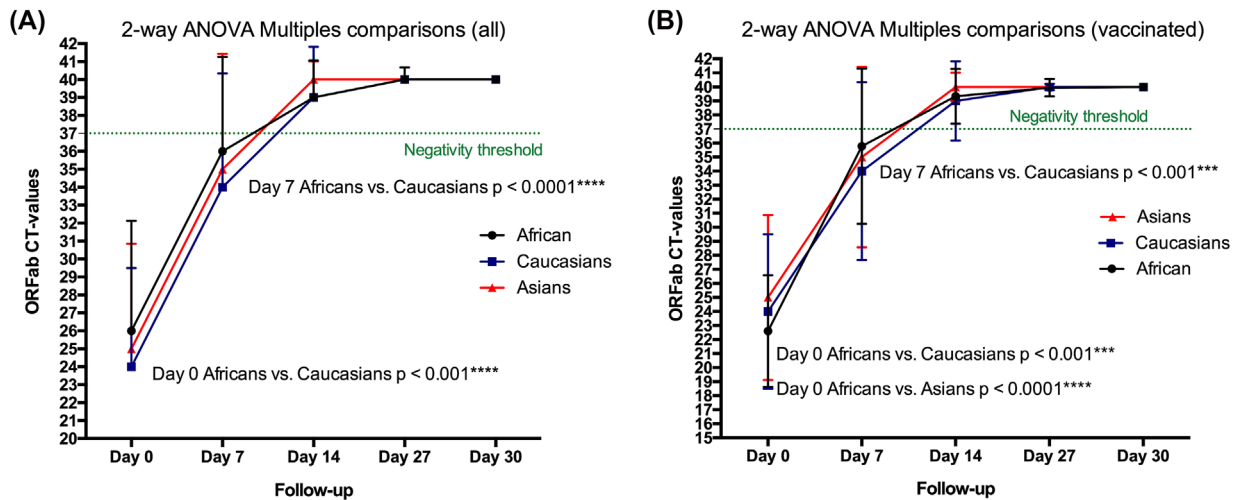 (A)
2-way ANOVA Multiples comparisons (all)
42
41
40
39
38
37
36
35
34
33
32
31
30
29
28
27
26
25
24
23
22
21
20
ORFab CT-values
Negativity threshold
Day 7 Africans vs. Caucasians p < 0.0001****
African
Caucasians
Asians
Day 0 Africans vs. Caucasians p < 0.001****
Day 0
Day 7
Day 14
Day 27
Day 30
Follow-up
(B)
2-way ANOVA Multiples comparisons (vaccinated)
42
41
40
39
38
37
36
35
34
33
32
31
30
29
28
27
26
25
24
23
22
21
20
19
18
17
16
15
ORFab CT-values
Negativity threshold
Day 7 Africans vs. Caucasians p < 0.001***
Asians
Caucasians
African
Day 0 Africans vs. Caucasians p < 0.001***
Day 0 Africans vs. Asians p < 0.0001****
Day 0
Day 7
Day 14
Day 27
Day 30
Follow-up